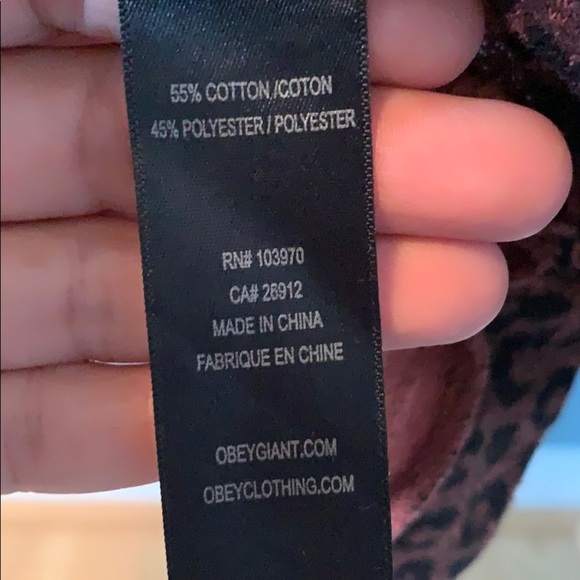 55% COTTON/COTON
45% POLYESTER/POLYESTER
RN# 103970
CA# 26912
MADE IN CHINA
FABRIQUE EN CHINE
OBEYGIANT.COM
OBEYCLOTHING.COM